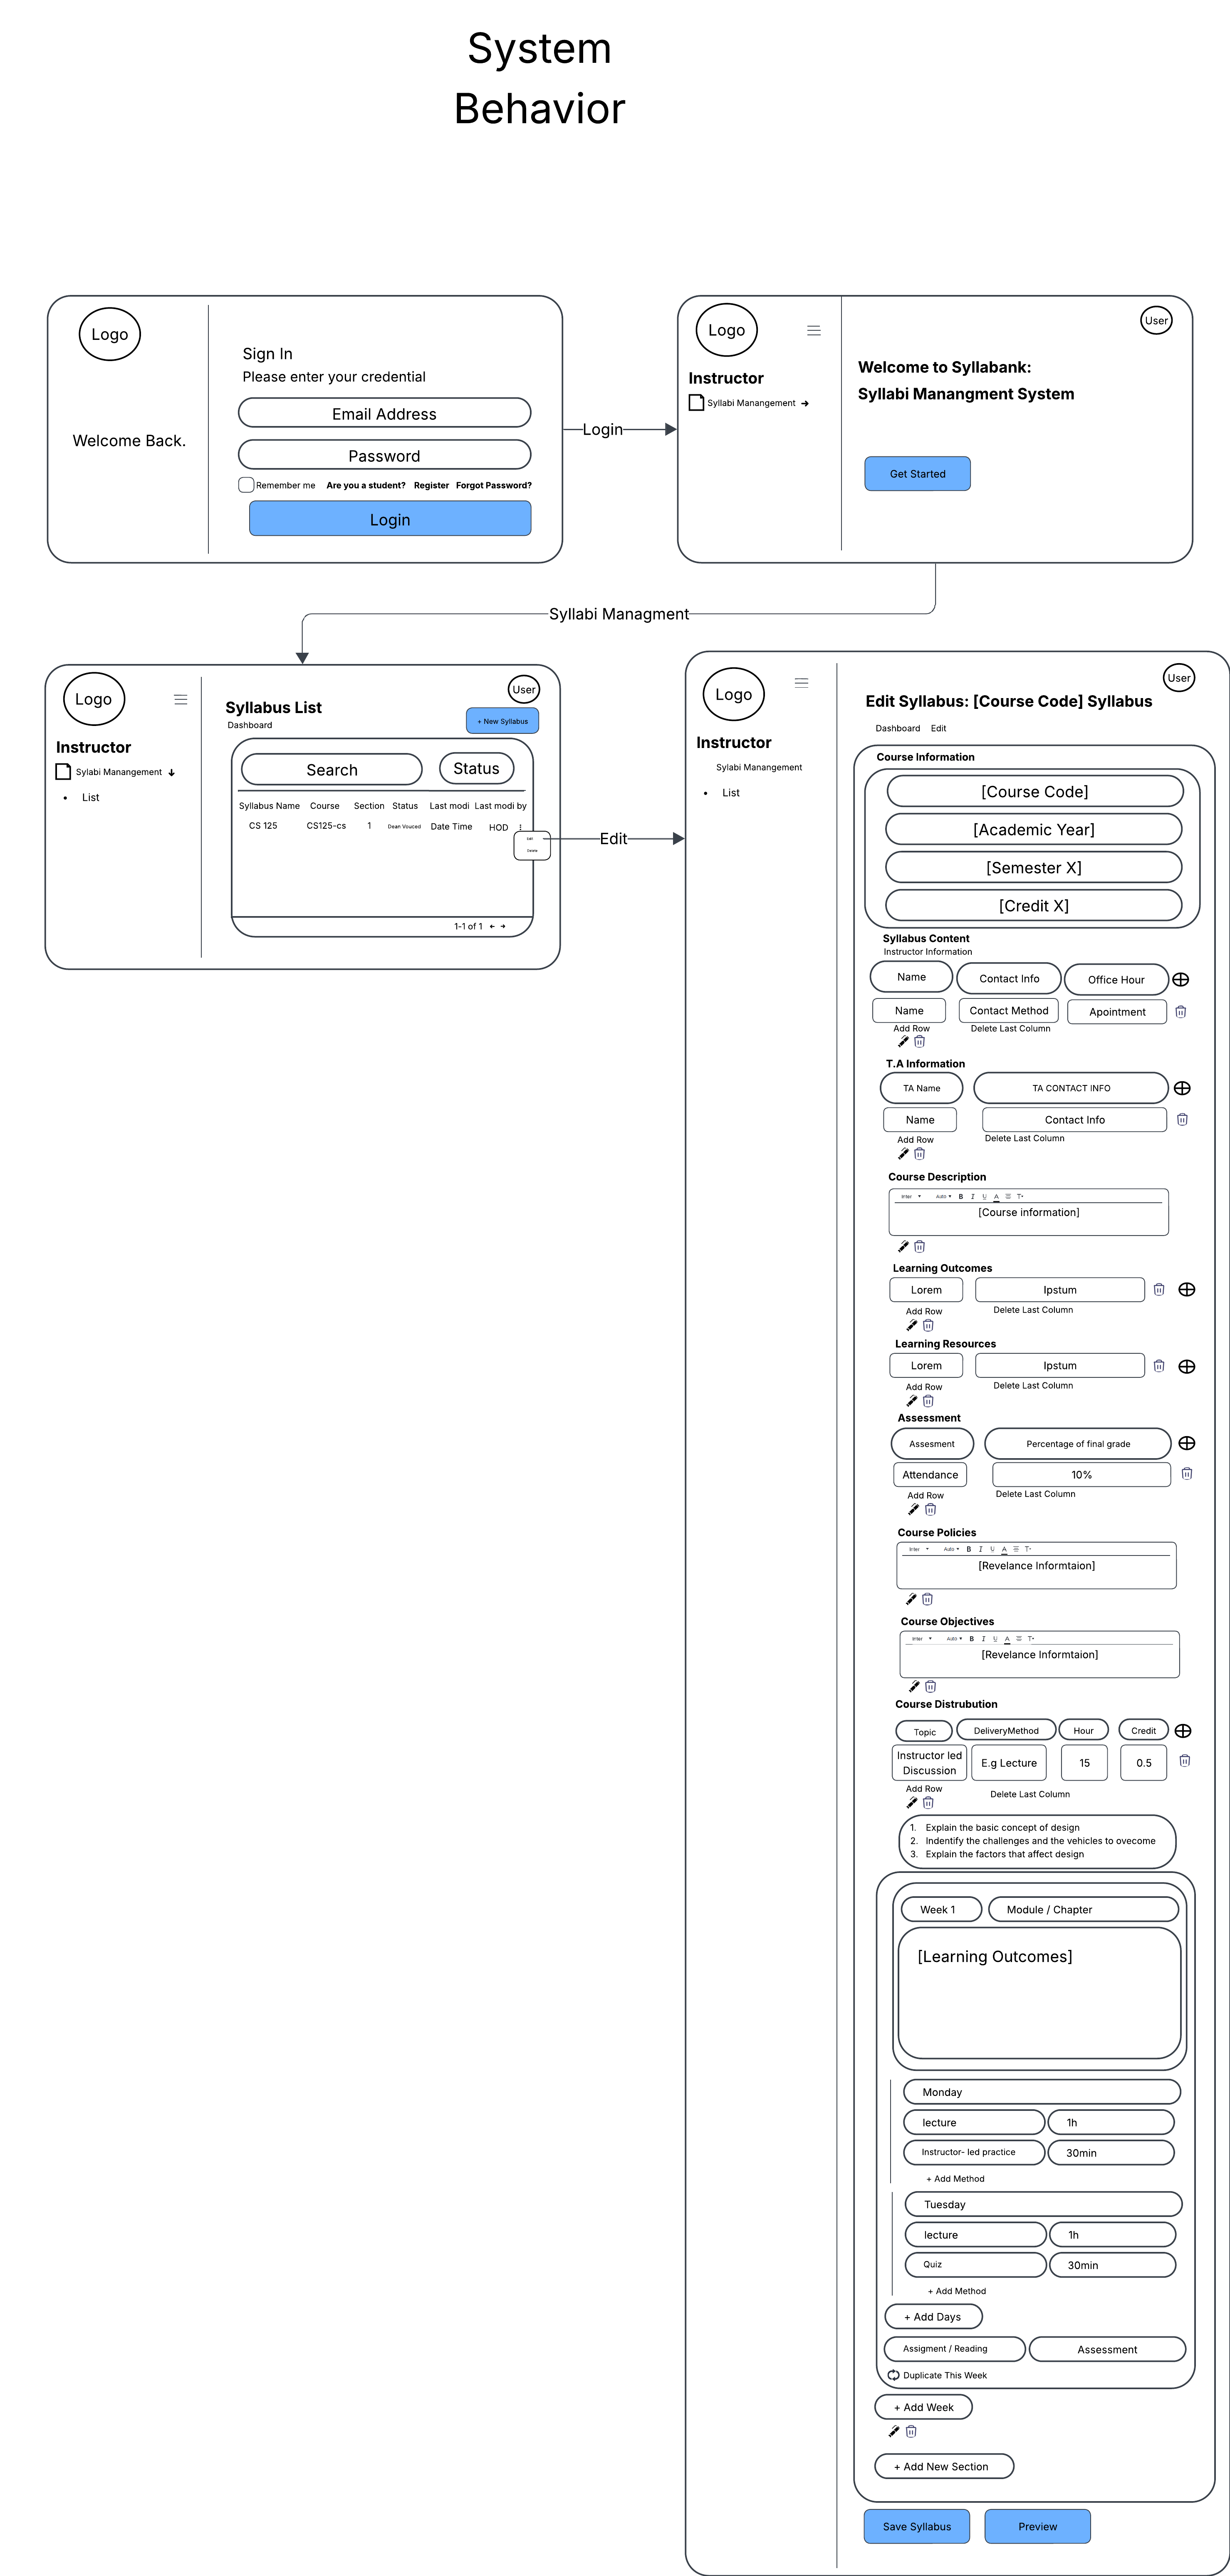 System
Behavior
Logo
Welcome Back.
Sign In
Please enter your credential
Email Address
Password
Remember me Are you a student? Register Forgot Password?
Login
Login
Logo
User
Instructor
Syllabi Manangement
Welcome to Syllabank:
Syllabi Manangment System
Get Started
Syllabi Managment
Logo
Instructor
Sylabi Manangement
• List
User
Syllabus List
Dashboard
+ New Syllabus
Search
Status
Syllabus Name Course Section Status Last modi Last modi by
CS 125 CS125-cs 1 Dean Vouced Date Time HOD
Edit
Delete
1-1 of 1
Edit
Logo
Instructor
Sylabi Manangement
• List
User
Edit Syllabus: [Course Code] Syllabus
Dashboard Edit
Course Information
[Course Code]
[Academic Year]
[Semester X]
[Credit X]
Syllabus Content
Instructor Information
Name Contact Info Office Hour
Name Contact Method Apointment
Add Row Delete Last Column
T.A Information
TA Name TA CONTACT INFO
Name Contact Info
Add Row Delete Last Column
Course Description
Inter Auto B I U A T+
[Course information]
Learning Outcomes
Lorem Ipstum
Add Row Delete Last Column
Learning Resources
Lorem Ipstum
Add Row Delete Last Column
Assessment
Assesment Percentage of final grade
Attendance 10%
Add Row Delete Last Column
Course Policies
Inter Auto B I U A T+
[Revelance Informtaion]
Course Objectives
Inter Auto B I U A T+
[Revelance Informtaion]
Course Distrubution
Topic DeliveryMethod Hour Credit
Instructor led
Discussion
E.g Lecture 15 0.5
Add Row Delete Last Column
1. Explain the basic concept of design
2. Indentify the challenges and the vehicles to ovecome
3. Explain the factors that affect design
Week 1 Module / Chapter
[Learning Outcomes]
Monday
lecture 1h
Instructor- led practice 30min
+ Add Method
Tuesday
lecture 1h
Quiz 30min
+ Add Method
+ Add Days
Assigment / Reading Assessment
Duplicate This Week
+ Add Week
+ Add New Section
Save Syllabus Preview